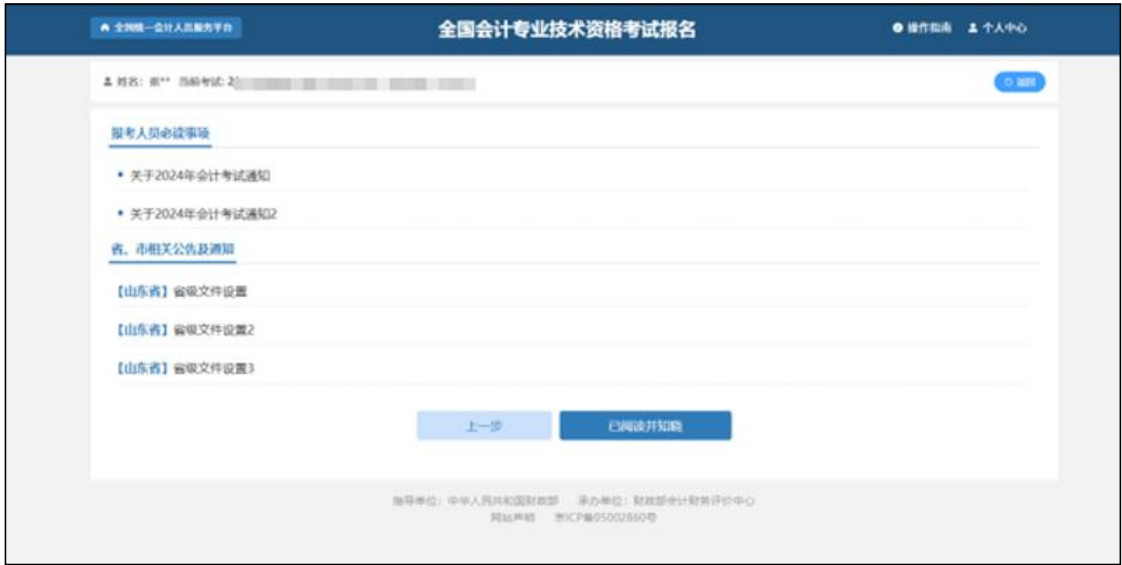 全国统一会计人员服务平台
全国会计专业技术资格考试报名
操作指南 个人中心
姓名: 崔** 当前考试: 2
返回
报考人员必读事项
关于2024年会计考试通知
关于2024年会计考试通知2
省、市相关公告及通知
【山东省】省级文件设置
【山东省】省级文件设置2
【山东省】省级文件设置3
上一步
已阅读并知晓
指导单位: 中华人民共和国财政部 承办单位: 财政部会计财务评价中心
网站声明 京ICP备05002860号